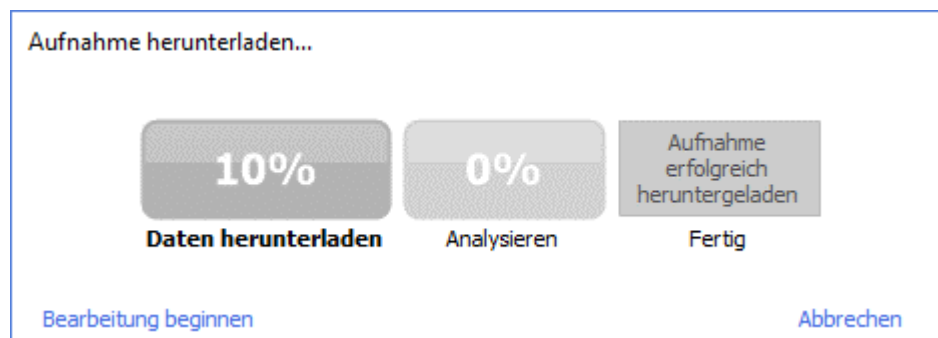 Aufnahme herunterladen...
10%
0%
Aufnahme
erfolgreich
heruntergeladen
Daten herunterladen
Analysieren
Fertig
Bearbeitung beginnen
Abbrechen